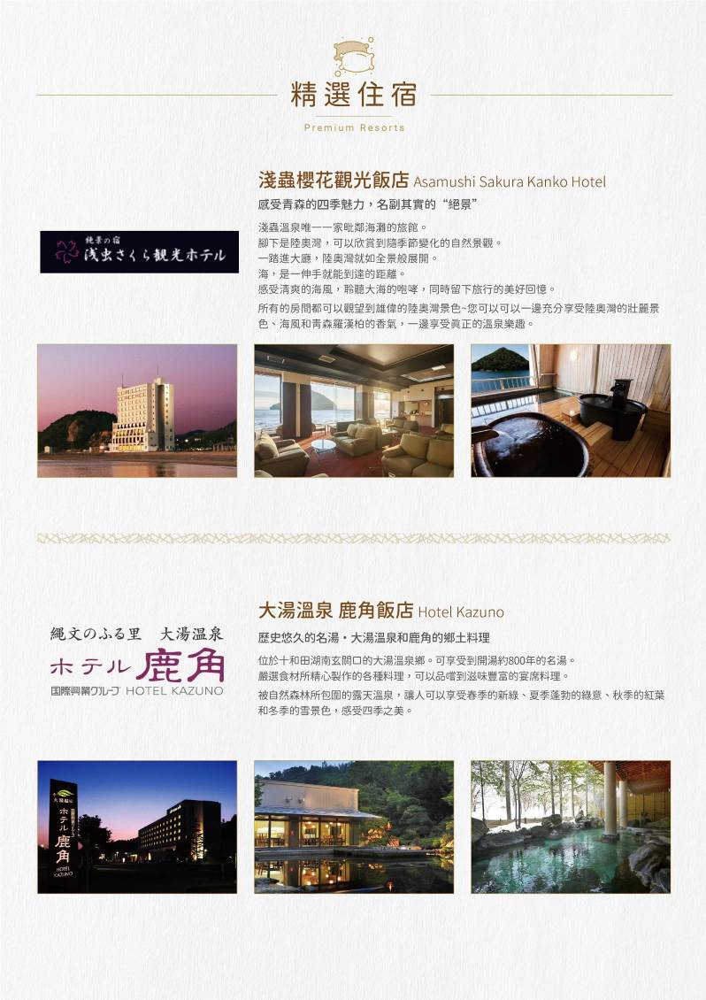 精選住宿
Premium Resorts
淺蟲櫻花觀光飯店 Asamushi Sakura Kanko Hotel
感受青森的四季魅力，名副其實的“絕景”
絶景の宿
浅虫さくら観光ホテル
淺蟲溫泉唯一一家毗鄰海灘的旅館。
腳下是陸奧灣，可以欣賞到隨季節變化的自然景觀。
一踏進大廳，陸奧灣就如全景般展開。
海，是一伸手就能到達的距離。
感受清爽的海風，聆聽大海的咆哮，同時留下旅行的美好回憶。
所有的房間都可以觀望到雄偉的陸奧灣景色~您可以可以一邊充分享受陸奧灣的壯麗景
色、海風和青森羅漢柏的香氣，一邊享受真正的溫泉樂趣。
大湯溫泉 鹿角飯店 Hotel Kazuno
歷史悠久的名湯・大湯溫泉和鹿角的鄉土料理
縄文のふる里 大湯温泉
ホテル鹿角
国際興業グループ HOTEL KAZUNO
位於十和田湖南玄關口的大湯溫泉鄉。可享受到開湯約800年的名湯。
嚴選食材所精心製作的各種料理，可以品嚐到滋味豐富的宴席料理。
被自然森林所包圍的露天溫泉，讓人可以享受春季的新綠、夏季蓬勃的綠意、秋季的紅葉
和冬季的雪景色，感受四季之美。
大湯温泉
ホテル鹿角
HOTEL
KAZUNO